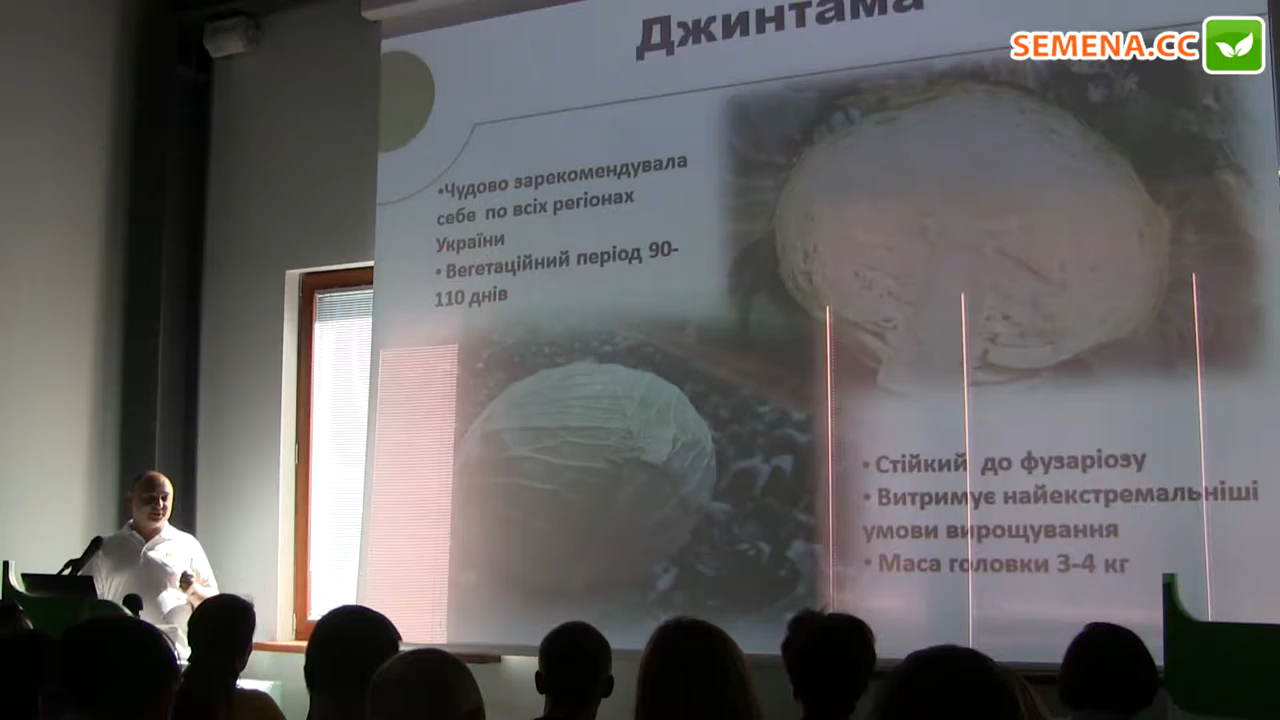 Джинтама
SEMENA.CC
•Чудово зарекомендувала
себе по всіх регіонах
України
• Вегетаційний період 90-
110 днів
• Стійкий до фузаріозу
• Витримує найекстремальніші
умови вирощування
• Маса головки 3-4 кг